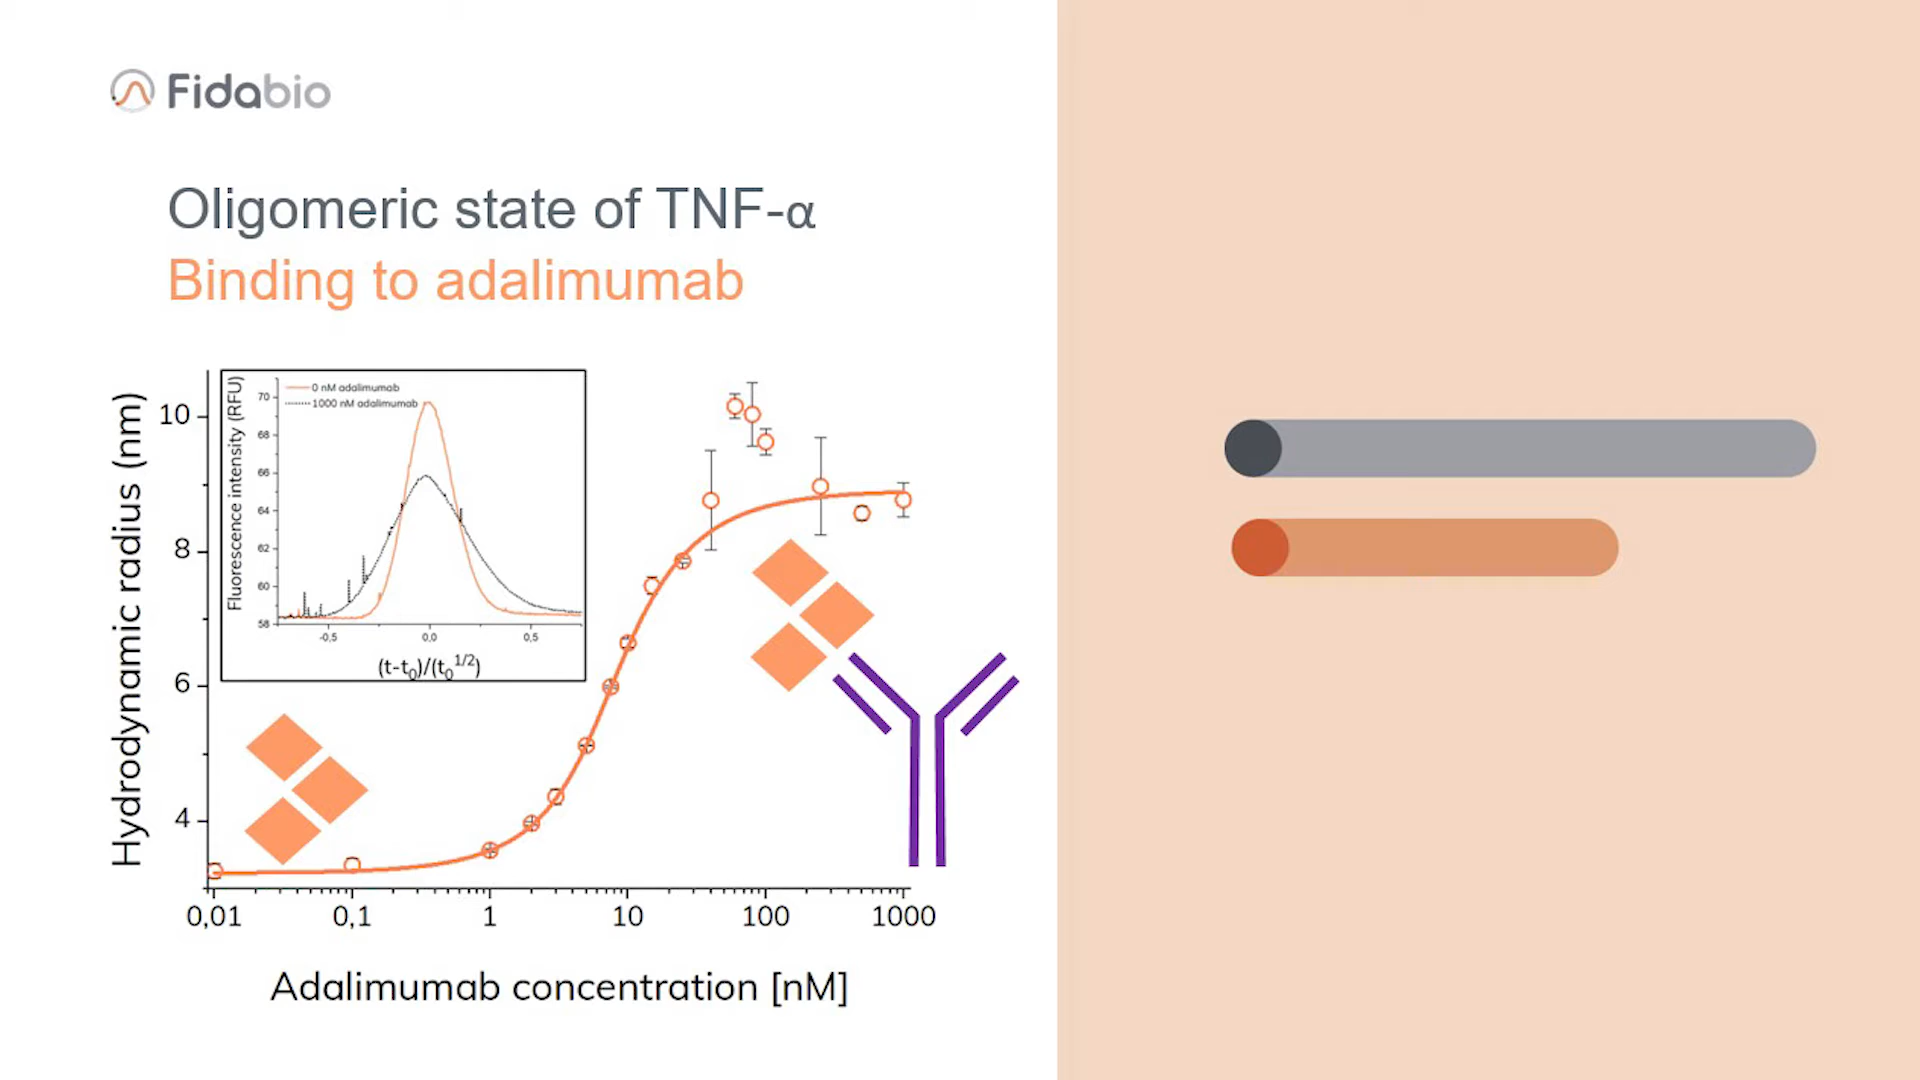 Fidabio
Oligomeric state of TNF-α
Binding to adalimumab
Hydrodynamic radius (nm)
10
8
6
4
0,01 0,1 1 10 100 1000
Adalimumab concentration [nM]
Fluorescence intensity (RFU)
0 nM adalimumab
1000 nM adalimumab
70
68
66
64
62
60
58
-0,5 0,0 0,5
(t-t₀)/(t₀¹/²)